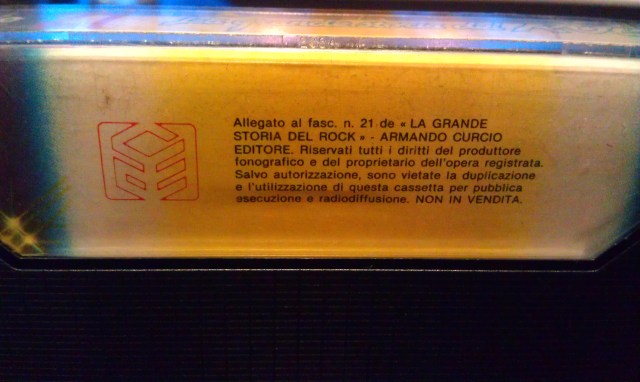 Allegato al fasc. n. 21 de « LA GRANDE
STORIA DEL ROCK » - ARMANDO CURCIO
EDITORE. Riservati tutti i diritti del produttore
fonografico e del proprietario dell'opera registrata.
Salvo autorizzazione, sono vietate la duplicazione
e l'utilizzazione di questa cassetta per pubblica
esecuzione e radiodiffusione. NON IN VENDITA.